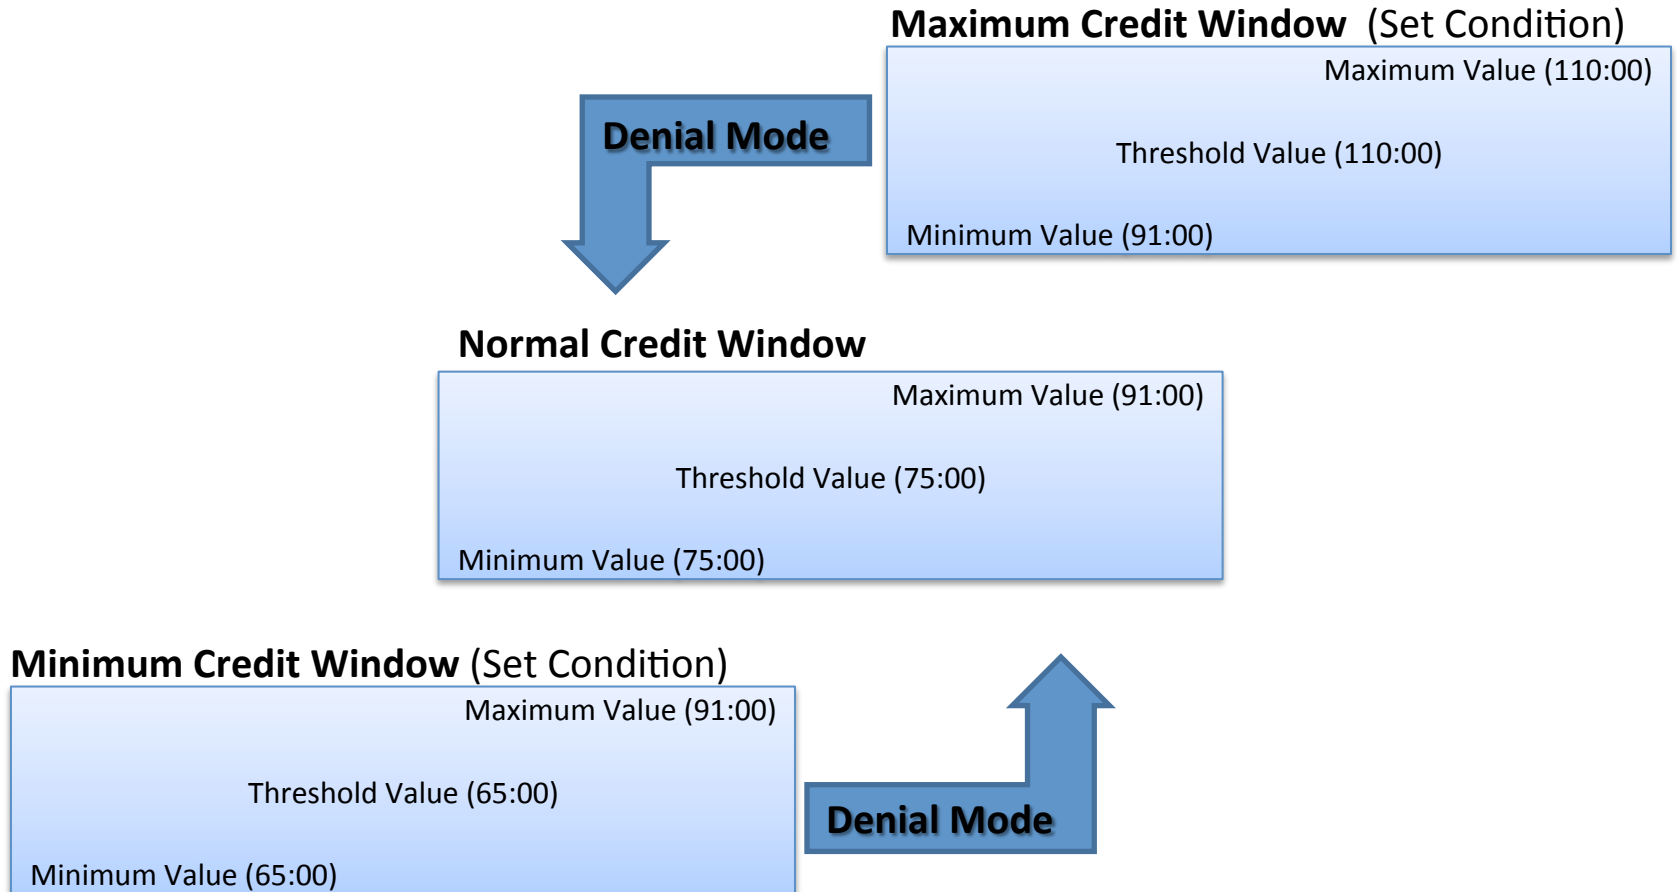 Maximum Credit Window (Set Condition)
Maximum Value (110:00)
Denial Mode
Threshold Value (110:00)
Minimum Value (91:00)
Normal Credit Window
Maximum Value (91:00)
Threshold Value (75:00)
Minimum Value (75:00)
Minimum Credit Window (Set Condition)
Maximum Value (91:00)
Threshold Value (65:00)
Denial Mode
Minimum Value (65:00)